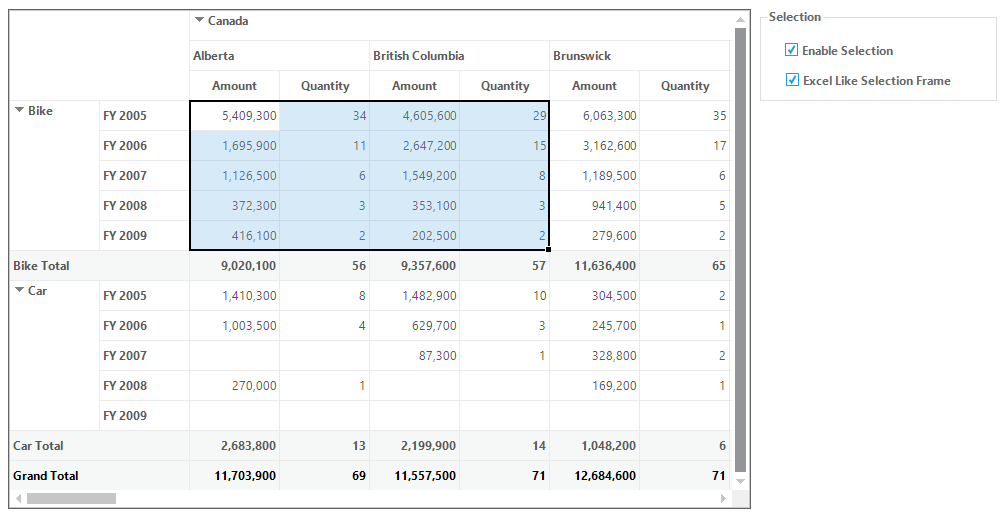 Canada
Selection
Alberta British Columbia Brunswick
Enable Selection
Amount Quantity Amount Quantity Amount Quantity
Excel Like Selection Frame
Bike FY 2005 5,409,300 34 4,605,600 29 6,063,300 35
FY 2006 1,695,900 11 2,647,200 15 3,162,600 17
FY 2007 1,126,500 6 1,549,200 8 1,189,500 6
FY 2008 372,300 3 353,100 3 941,400 5
FY 2009 416,100 2 202,500 2 279,600 2
Bike Total 9,020,100 56 9,357,600 57 11,636,400 65
Car FY 2005 1,410,300 8 1,482,900 10 304,500 2
FY 2006 1,003,500 4 629,700 3 245,700 1
FY 2007 87,300 1 328,800 2
FY 2008 270,000 1 169,200 1
FY 2009
Car Total 2,683,800 13 2,199,900 14 1,048,200 6
Grand Total 11,703,900 69 11,557,500 71 12,684,600 71